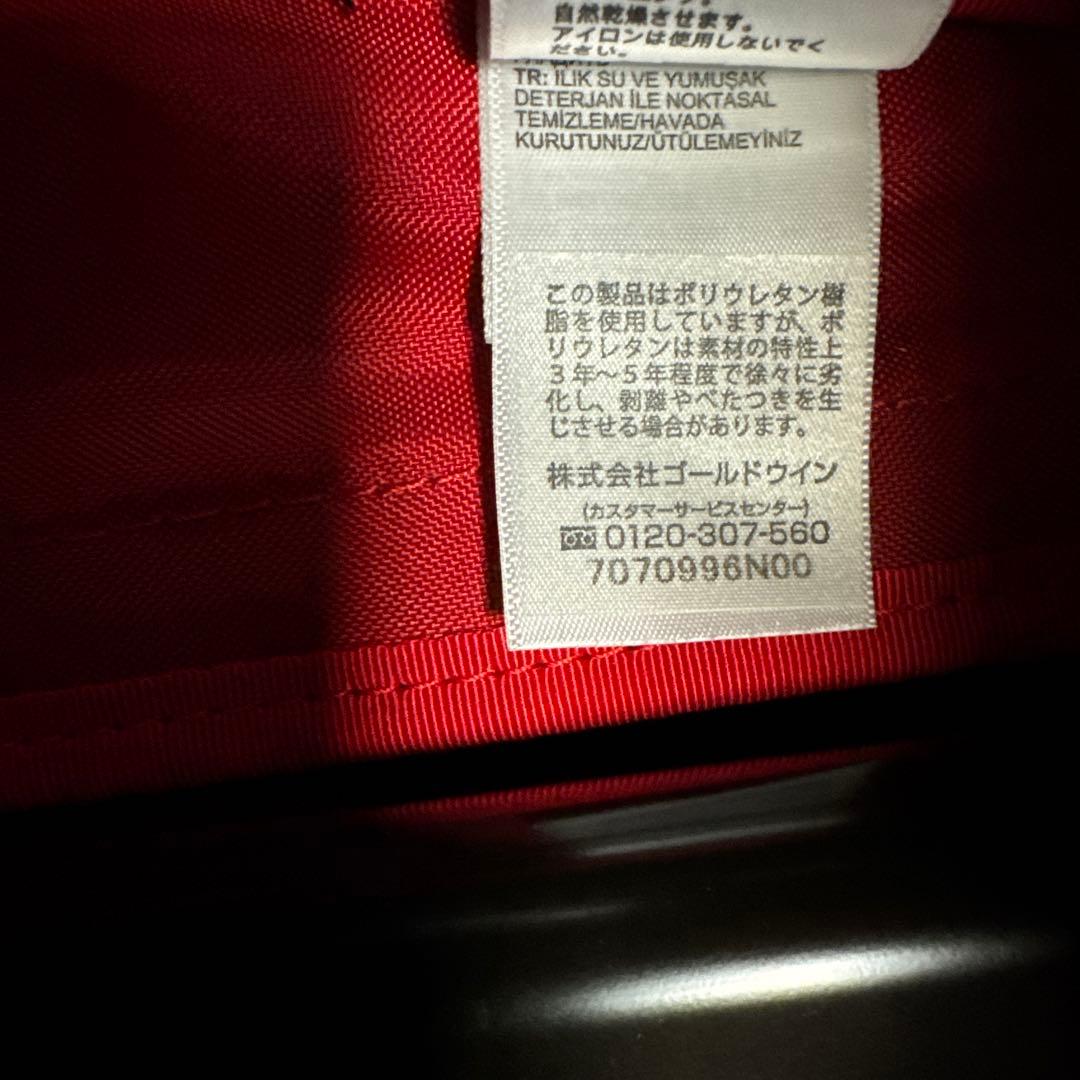 自然乾燥させます。
アイロンは使用しないでく
ださい。
TR: ILIK SU VE YUMUŞAK
DETERJAN İLE NOKTASAL
TEMİZLEME/HAVADA
KURUTUNUZ/ÜTÜLEMEYİNİZ
この製品はポリウレタン樹
脂を使用していますが、ポ
リウレタンは素材の特性上
3年〜5年程度で徐々に劣
化し、剥離やべたつきを生
じさせる場合があります。
株式会社ゴールドウイン
(カスタマーサービスセンター)
0120-307-560
7070996N00